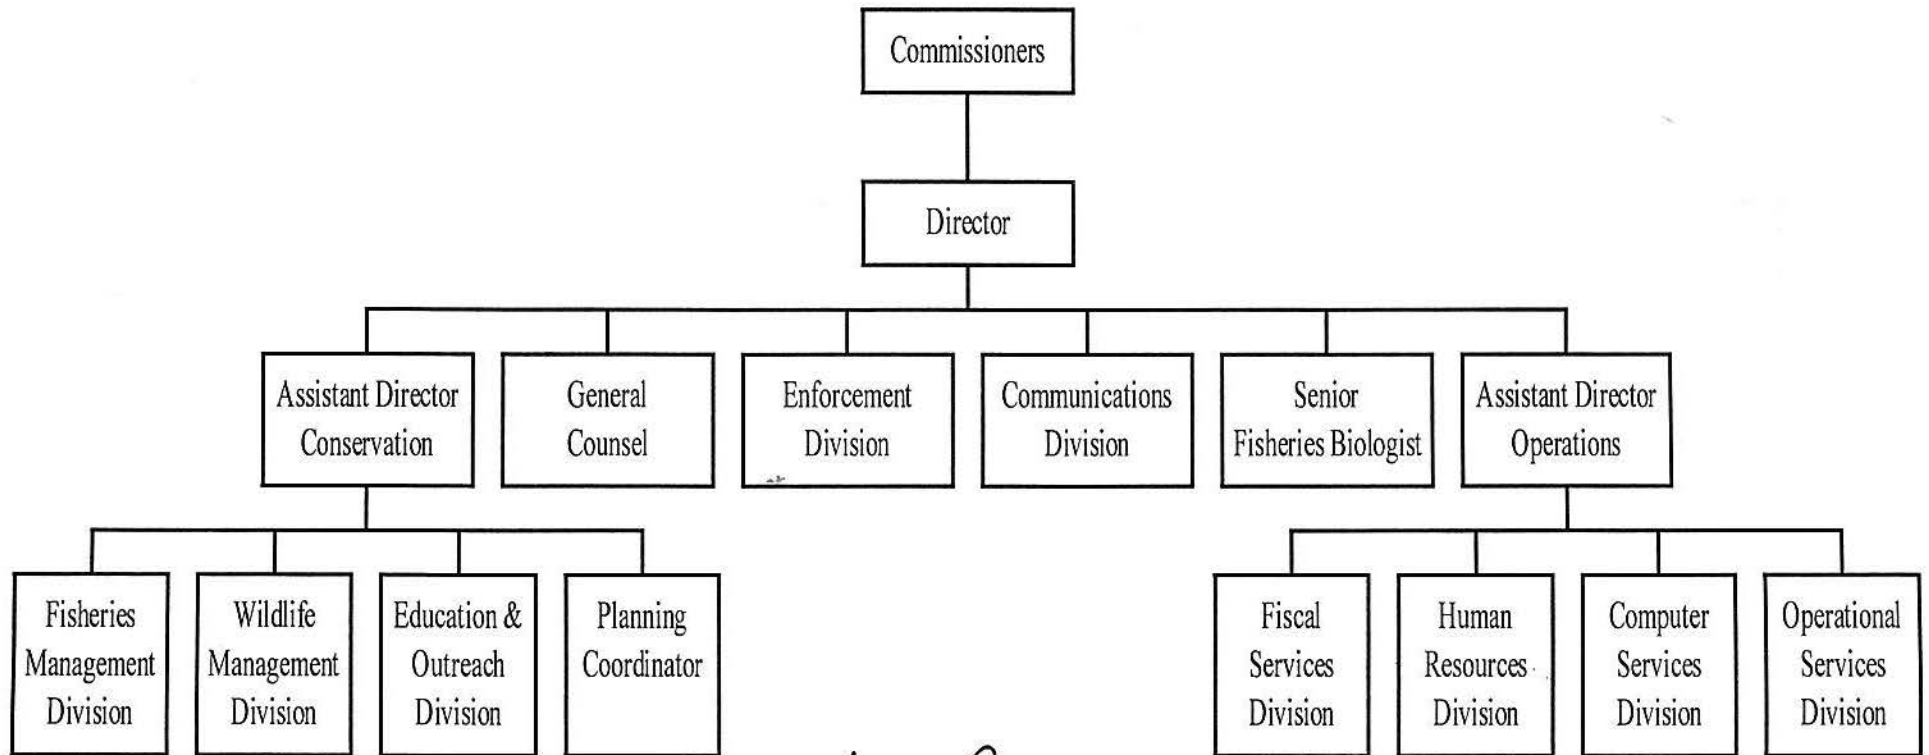 Commissioners
Director
Assistant Director
Conservation
General
Counsel
Enforcement
Division
Communications
Division
Senior
Fisheries Biologist
Assistant Director
Operations
Fisheries
Management
Division
Wildlife
Management
Division
Education &
Outreach
Division
Planning
Coordinator
Fiscal
Services
Division
Human
Resources
Division
Computer
Services
Division
Operational
Services
Division